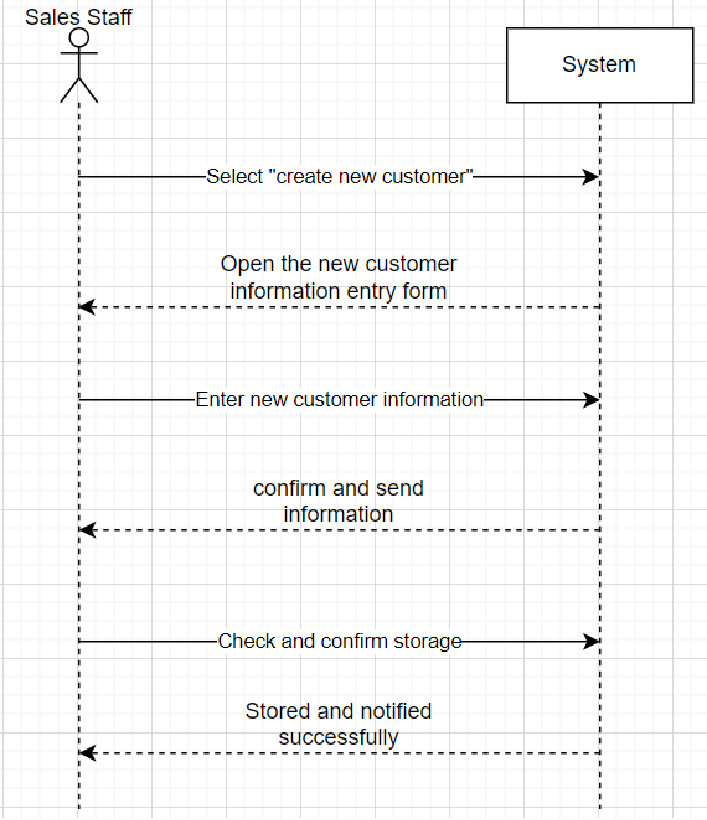 Sales Staff
System
Select "create new customer"
Open the new customer
information entry form
Enter new customer information
confirm and send
information
Check and confirm storage
Stored and notified
successfully